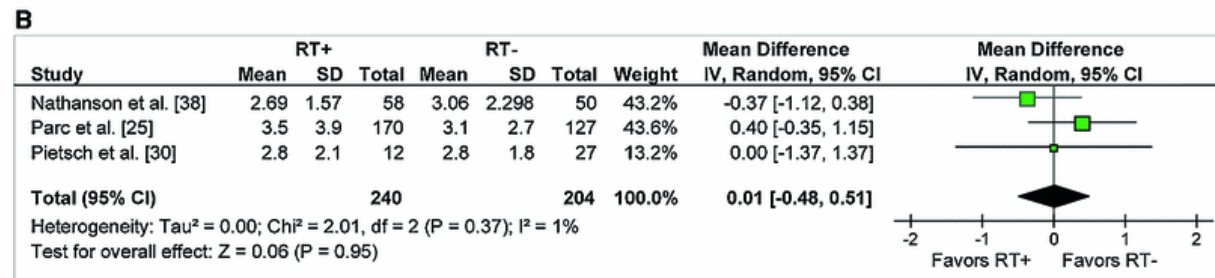 B
RT+ RT- Mean Difference Mean Difference
Study Mean SD Total Mean SD Total Weight IV, Random, 95% CI IV, Random, 95% CI
Nathanson et al. [38] 2.69 1.57 58 3.06 2.298 50 43.2% -0.37 [-1.12, 0.38]
Parc et al. [25] 3.5 3.9 170 3.1 2.7 127 43.6% 0.40 [-0.35, 1.15]
Pietsch et al. [30] 2.8 2.1 12 2.8 1.8 27 13.2% 0.00 [-1.37, 1.37]
Total (95% CI) 240 204 100.0% 0.01 [-0.48, 0.51]
Heterogeneity: Tau² = 0.00; Chi² = 2.01, df = 2 (P = 0.37); I² = 1%
Test for overall effect: Z = 0.06 (P = 0.95)
-2 -1 0 1 2
Favors RT+ Favors RT-